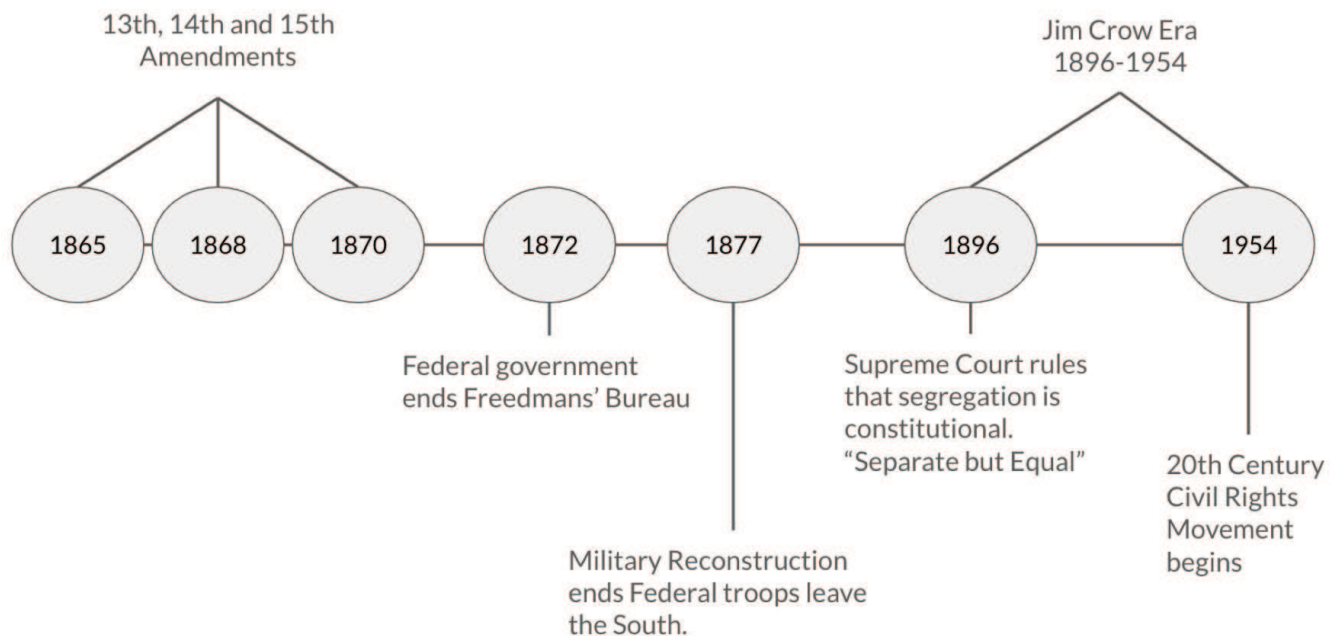 13th, 14th and 15th
Amendments
Jim Crow Era
1896-1954
1865
1868
1870
1872
1877
1896
1954
Federal government
ends Freedmans' Bureau
Military Reconstruction
ends Federal troops leave
the South.
Supreme Court rules
that segregation is
constitutional.
“Separate but Equal”
20th Century
Civil Rights
Movement
begins